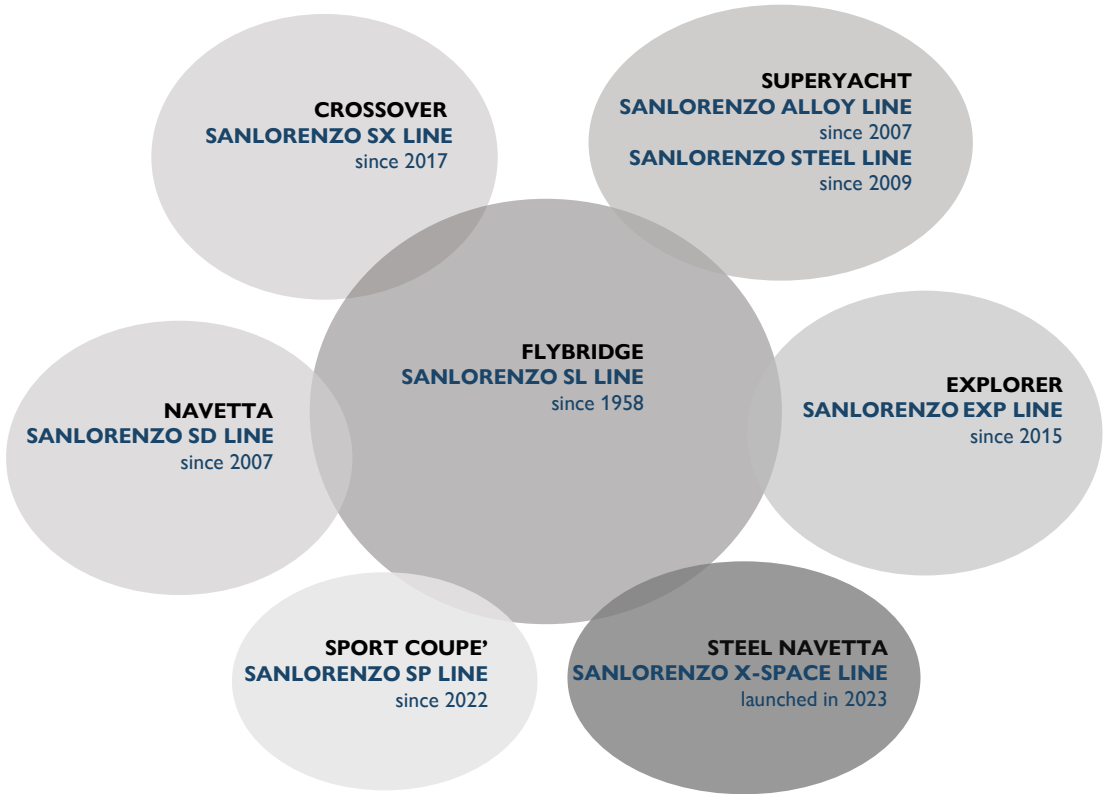 CROSSOVER
SANLORENZO SX LINE
since 2017
SUPERYACHT
SANLORENZO ALLOY LINE
since 2007
SANLORENZO STEEL LINE
since 2009
FLYBRIDGE
SANLORENZO SL LINE
since 1958
NAVETTA
SANLORENZO SD LINE
since 2007
EXPLORER
SANLORENZO EXP LINE
since 2015
SPORT COUPE’
SANLORENZO SP LINE
since 2022
STEEL NAVETTA
SANLORENZO X-SPACE LINE
launched in 2023